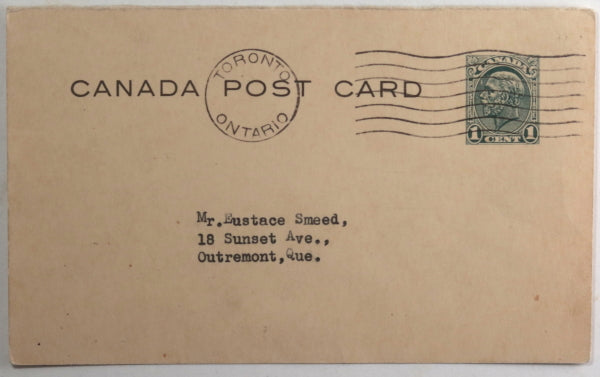 TORONTO
ONTARIO
CANADA POST CARD
CANADA
1 CENT 1
Mr.Eustace Smeed,
18 Sunset Ave.,
Outremont,Que.